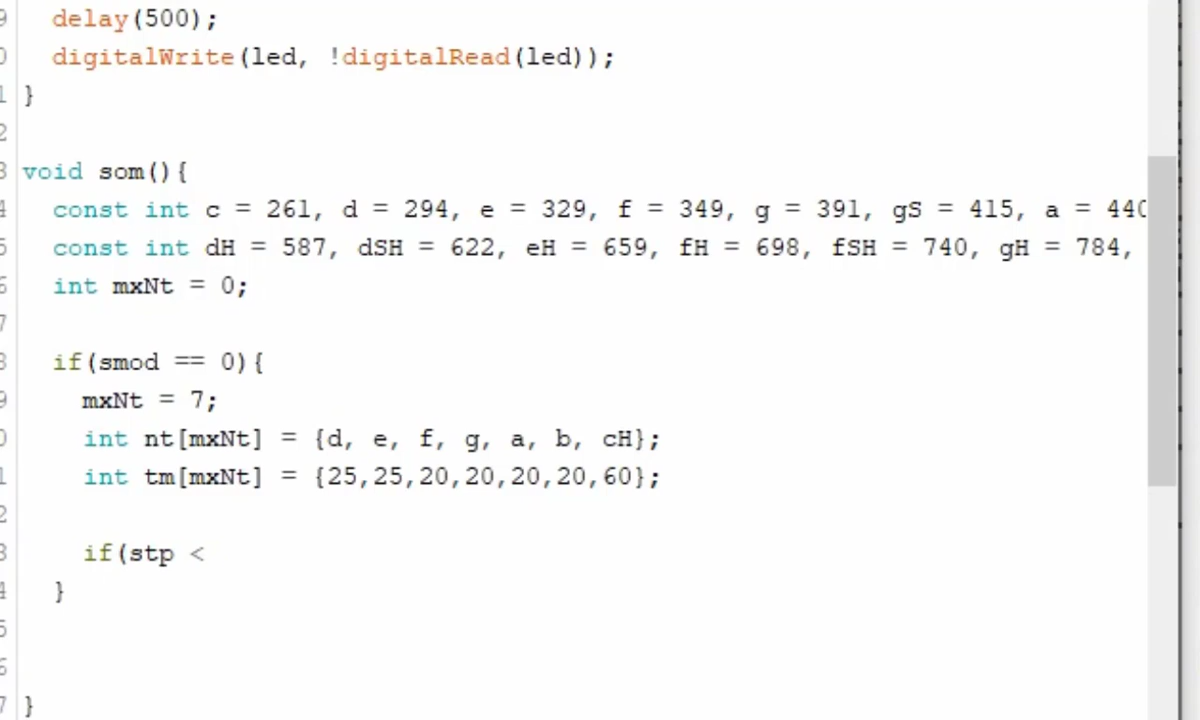 delay(500);
digitalWrite(led, !digitalRead(led));
}
void som(){
const int c = 261, d = 294, e = 329, f = 349, g = 391, gS = 415, a = 440
const int dH = 587, dSH = 622, eH = 659, fH = 698, fSH = 740, gH = 784,
int mxNt = 0;
if(smod == 0){
mxNt = 7;
int nt[mxNt] = {d, e, f, g, a, b, cH};
int tm[mxNt] = {25,25,20,20,20,20,60};
if(stp <
}
}